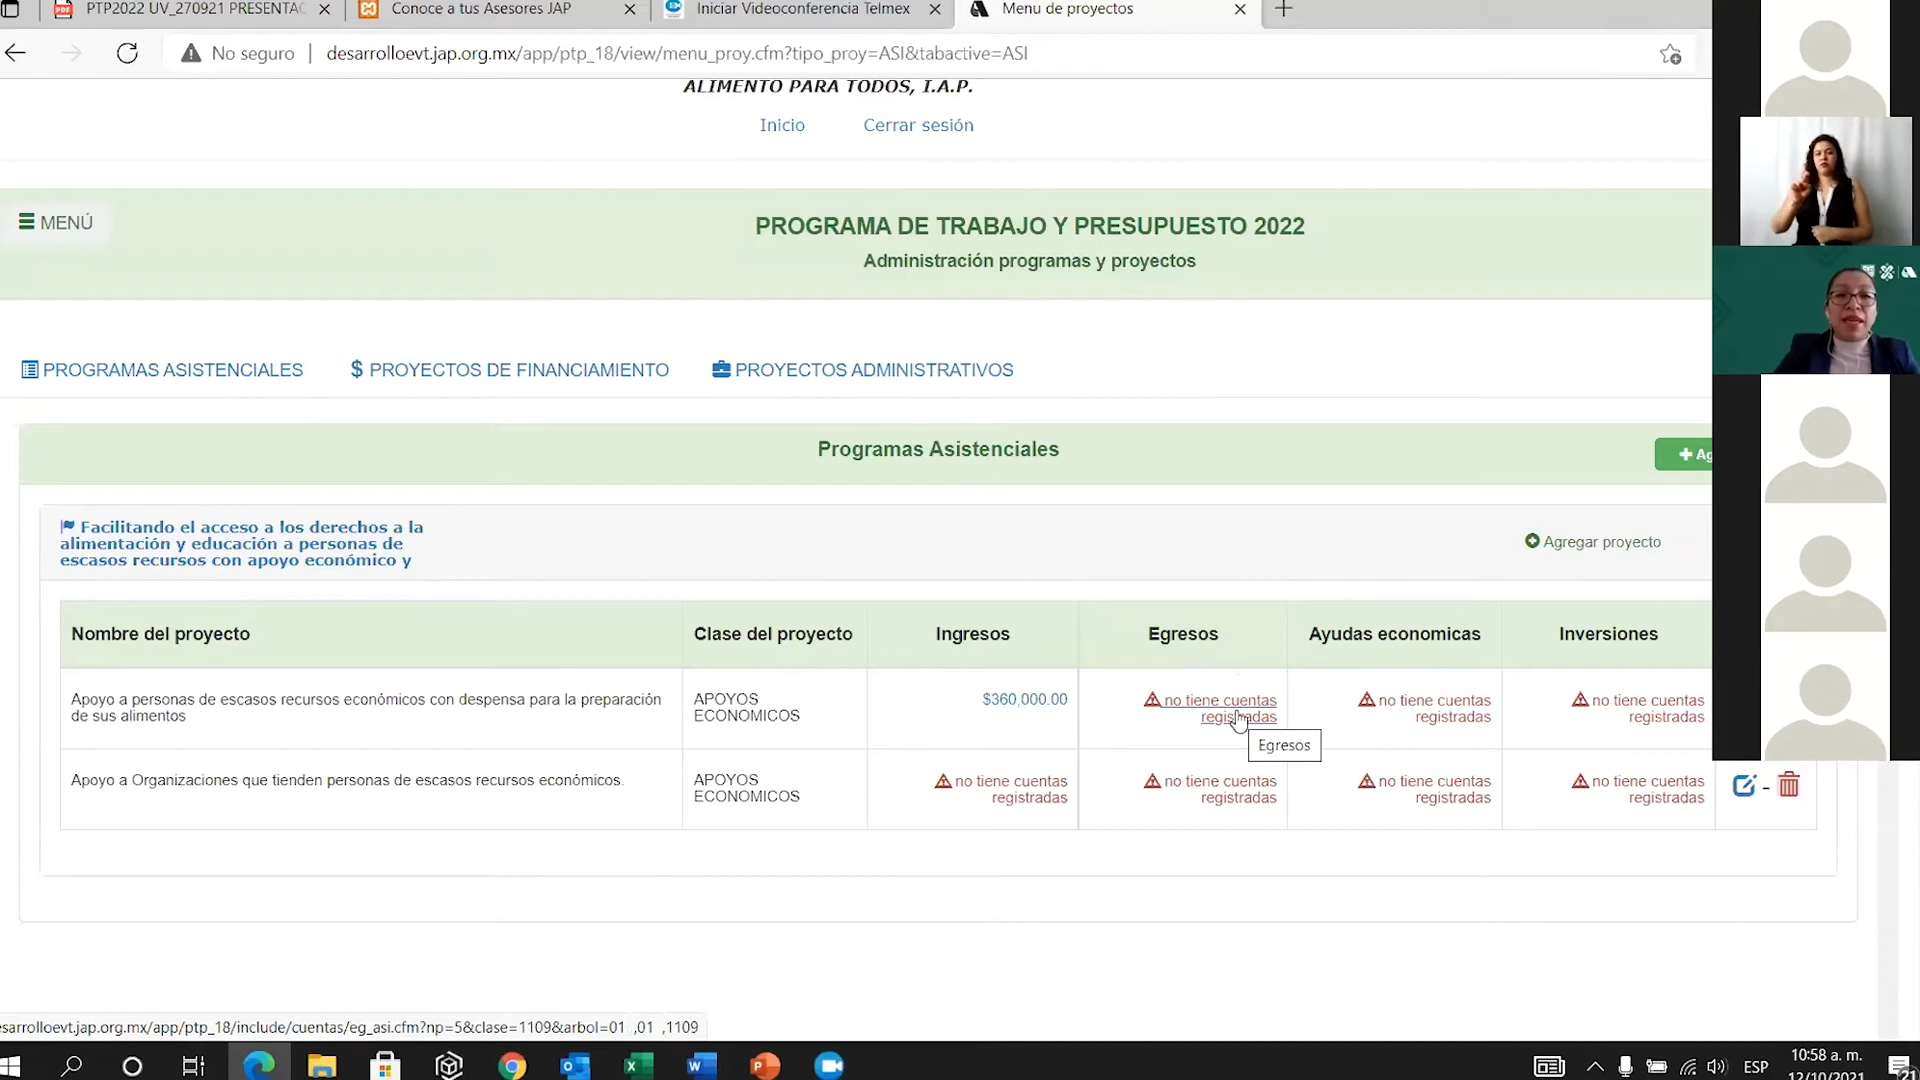 PTP2022 UV_270921 PRESENTAC
Conoce a tus Asesores JAP
Iniciar Videoconferencia Telmex
Menu de proyectos
No seguro | desarrolloevt.jap.org.mx/app/ptp_18/view/menu_proy.cfm?tipo_proy=ASI&tabactive=ASI
ALIMENTO PARA TODOS, I.A.P.
Inicio Cerrar sesión
MENÚ
PROGRAMA DE TRABAJO Y PRESUPUESTO 2022
Administración programas y proyectos
PROGRAMAS ASISTENCIALES $ PROYECTOS DE FINANCIAMIENTO PROYECTOS ADMINISTRATIVOS
Programas Asistenciales
+ Ag
Facilitando el acceso a los derechos a la
alimentación y educación a personas de
escasos recursos con apoyo económico y
Agregar proyecto
Nombre del proyecto Clase del proyecto Ingresos Egresos Ayudas economicas Inversiones
Apoyo a personas de escasos recursos económicos con despensa para la preparación
de sus alimentos
APOYOS
ECONOMICOS
$360,000.00
no tiene cuentas
registradas
no tiene cuentas
registradas
no tiene cuentas
registradas
Egresos
Apoyo a Organizaciones que tienden personas de escasos recursos económicos.
APOYOS
ECONOMICOS
no tiene cuentas
registradas
no tiene cuentas
registradas
no tiene cuentas
registradas
no tiene cuentas
registradas
-
esarrolloevt.jap.org.mx/app/ptp_18/include/cuentas/eg_asi.cfm?np=5&clase=1109&arbol=01 ,01 ,1109
ESP
10:58 a. m.
12/10/2021
21